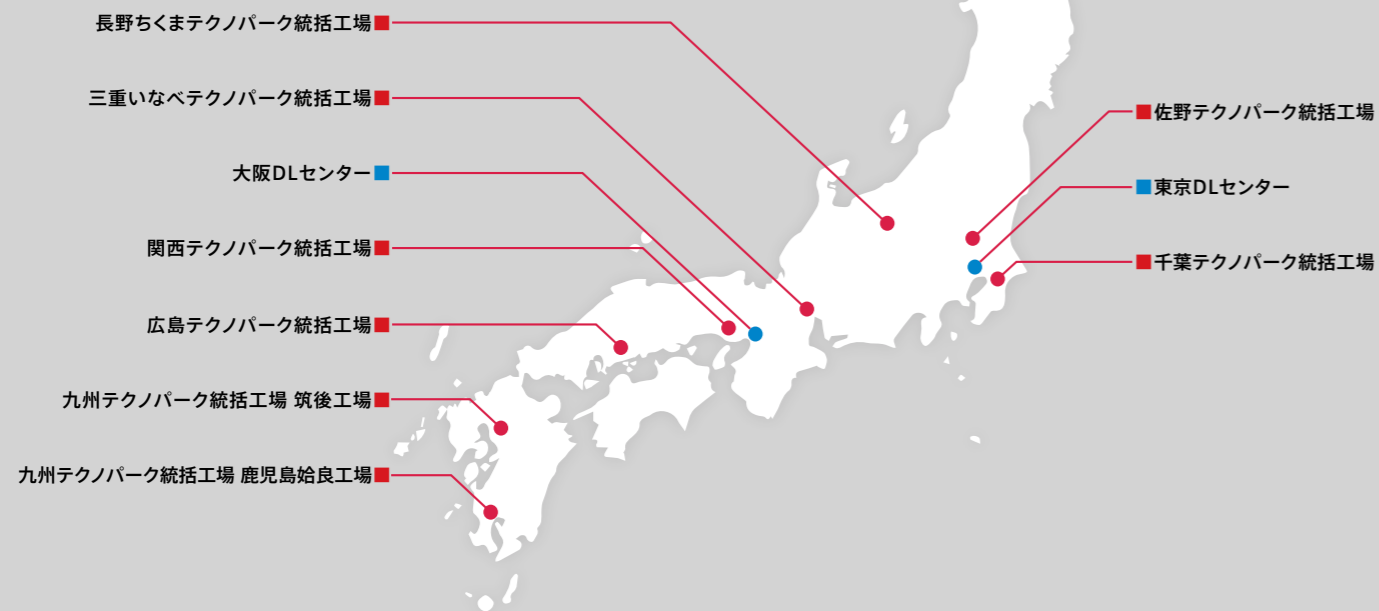 長野ちくまテクノパーク統括工場
三重いなべテクノパーク統括工場
大阪DLセンター
関西テクノパーク統括工場
広島テクノパーク統括工場
九州テクノパーク統括工場 筑後工場
九州テクノパーク統括工場 鹿児島姶良工場
佐野テクノパーク統括工場
東京DLセンター
千葉テクノパーク統括工場